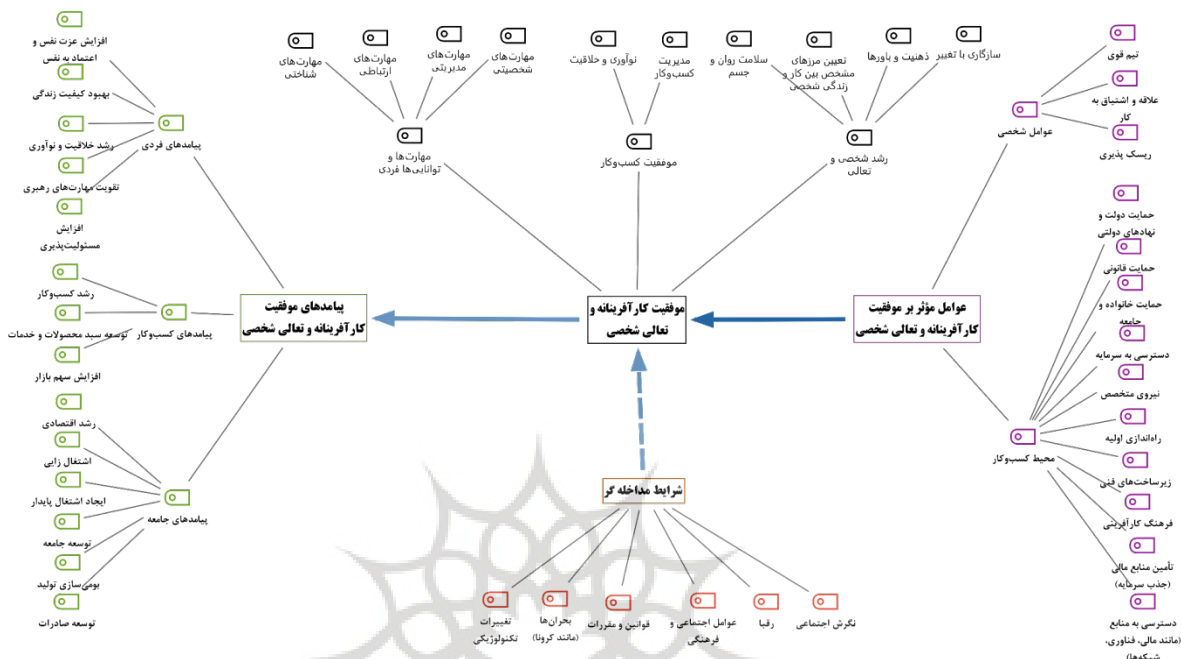 تیم قوی
علاقه و اشتیاق به
کار
ریسک پذیری
عوامل شخصی
حمایت دولت و
نهادهای دولتی
حمایت قانونی
حمایت خانواده و
جامعه
دسترسی به سرمایه
نیروی متخصص
راه‌اندازی اولیه
زیرساخت‌های فنی
فرهنگ کارآفرینی
تأمین منابع مالی
(جذب سرمایه)
دسترسی به منابع
(مانند مالی، فناوری،
شبکه‌ها)
محیط کسب‌وکار
عوامل مؤثر بر موفقیت
کارآفرینانه و تعالی شخصی
سازگاری با تغییر
ذهنیت و باورها
تعیین مرزهای
مشخص بین کار و
زندگی شخصی
سلامت روان و
جسم
رشد شخصی و
تعالی
مدیریت
کسب‌وکار
نوآوری و خلاقیت
موفقیت کسب‌وکار
مهارت‌های
شخصیتی
مهارت‌های
مدیریتی
مهارت‌های
ارتباطی
مهارت‌های
شناختی
مهارت‌ها و
توانایی‌ها فردی
موفقیت کارآفرینانه و
تعالی شخصی
شرایط مداخله گر
نگرش اجتماعی
رقبا
عوامل اجتماعی و
فرهنگی
قوانین و مقررات
بحران‌ها
(مانند کرونا)
تغییرات
تکنولوژیکی
پیامدهای موفقیت
کارآفرینانه و تعالی شخصی
پیامدهای فردی
افزایش عزت نفس و
اعتماد به نفس
بهبود کیفیت زندگی
رشد خلاقیت و نوآوری
تقویت مهارت‌های رهبری
افزایش
مسئولیت‌پذیری
پیامدهای کسب‌وکار
رشد کسب‌وکار
توسعه سبد محصولات و خدمات
افزایش سهم بازار
پیامدهای جامعه
رشد اقتصادی
اشتغال زایی
ایجاد اشتغال پایدار
توسعه جامعه
بومی‌سازی تولید
توسعه صادرات